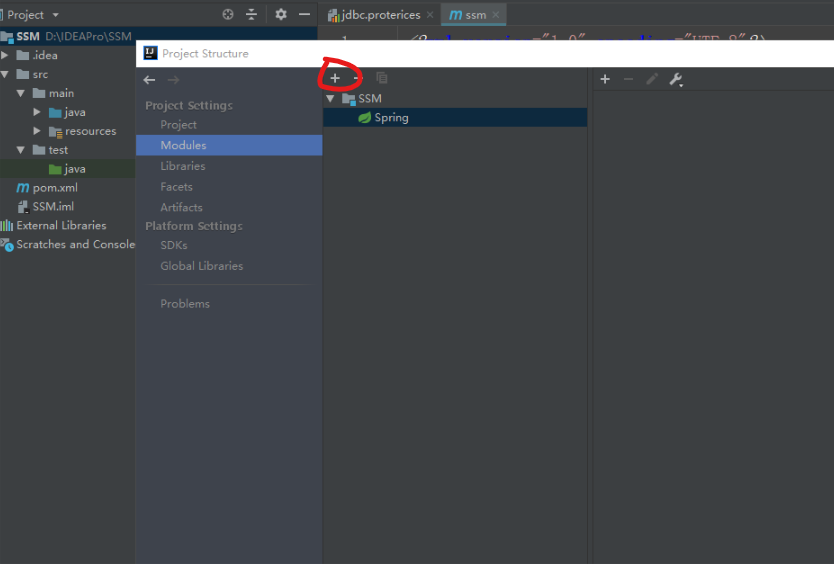 Project
jdbc.proterices
ssm
SSM D:\IDEAPro\SSM
.idea
src
main
java
resources
test
java
pom.xml
SSM.iml
External Libraries
Scratches and Console
1
Project Structure
Project Settings
Project
Modules
Libraries
Facets
Artifacts
Platform Settings
SDKs
Global Libraries
Problems
SSM
Spring